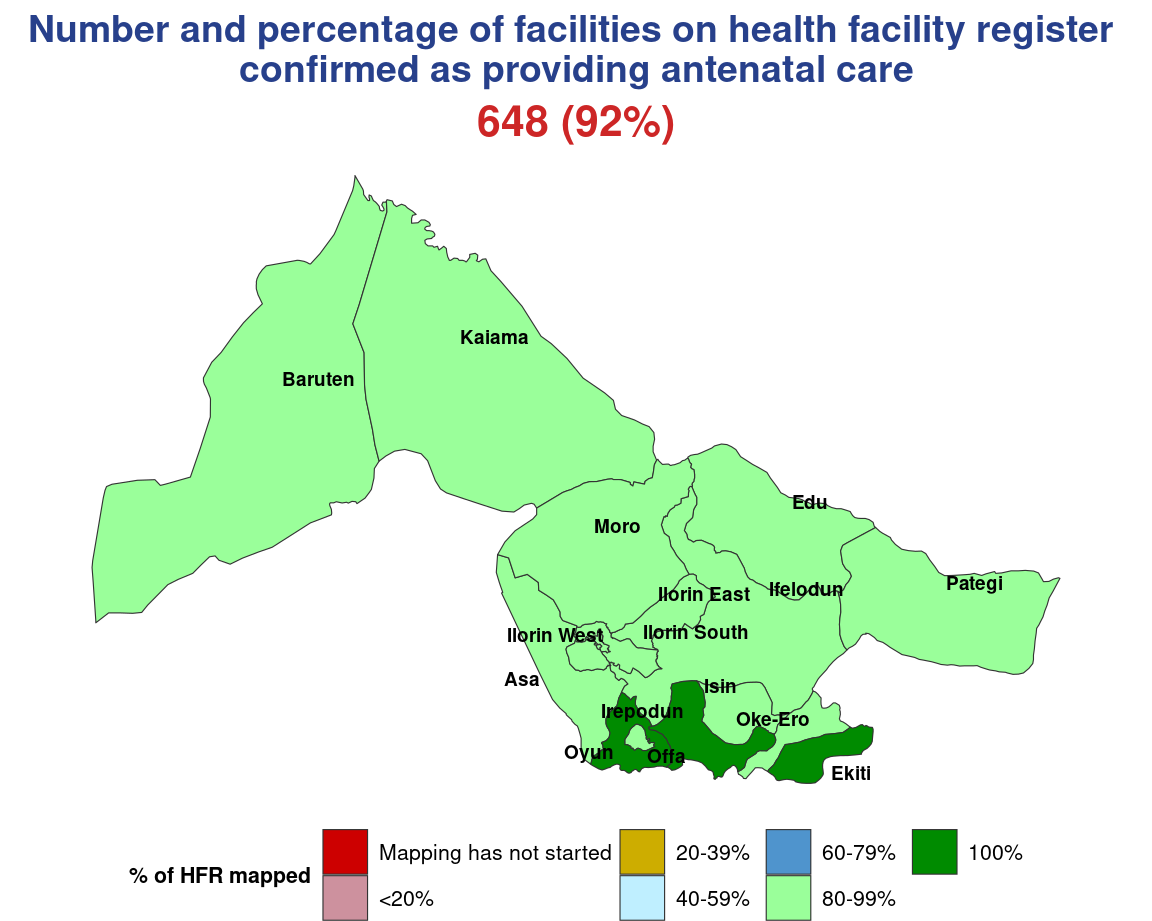 Number and percentage of facilities on health facility register
confirmed as providing antenatal care
648 (92%)
Kaiama
Baruten
Edu
Moro
Pategi
Ifelodun
Ilorin East
Ilorin South
Ilorin West
Asa
Isin
Irepodun
Oke-Ero
Oyun
Offa
Ekiti
% of HFR mapped
Mapping has not started
<20%
20-39%
40-59%
60-79%
80-99%
100%